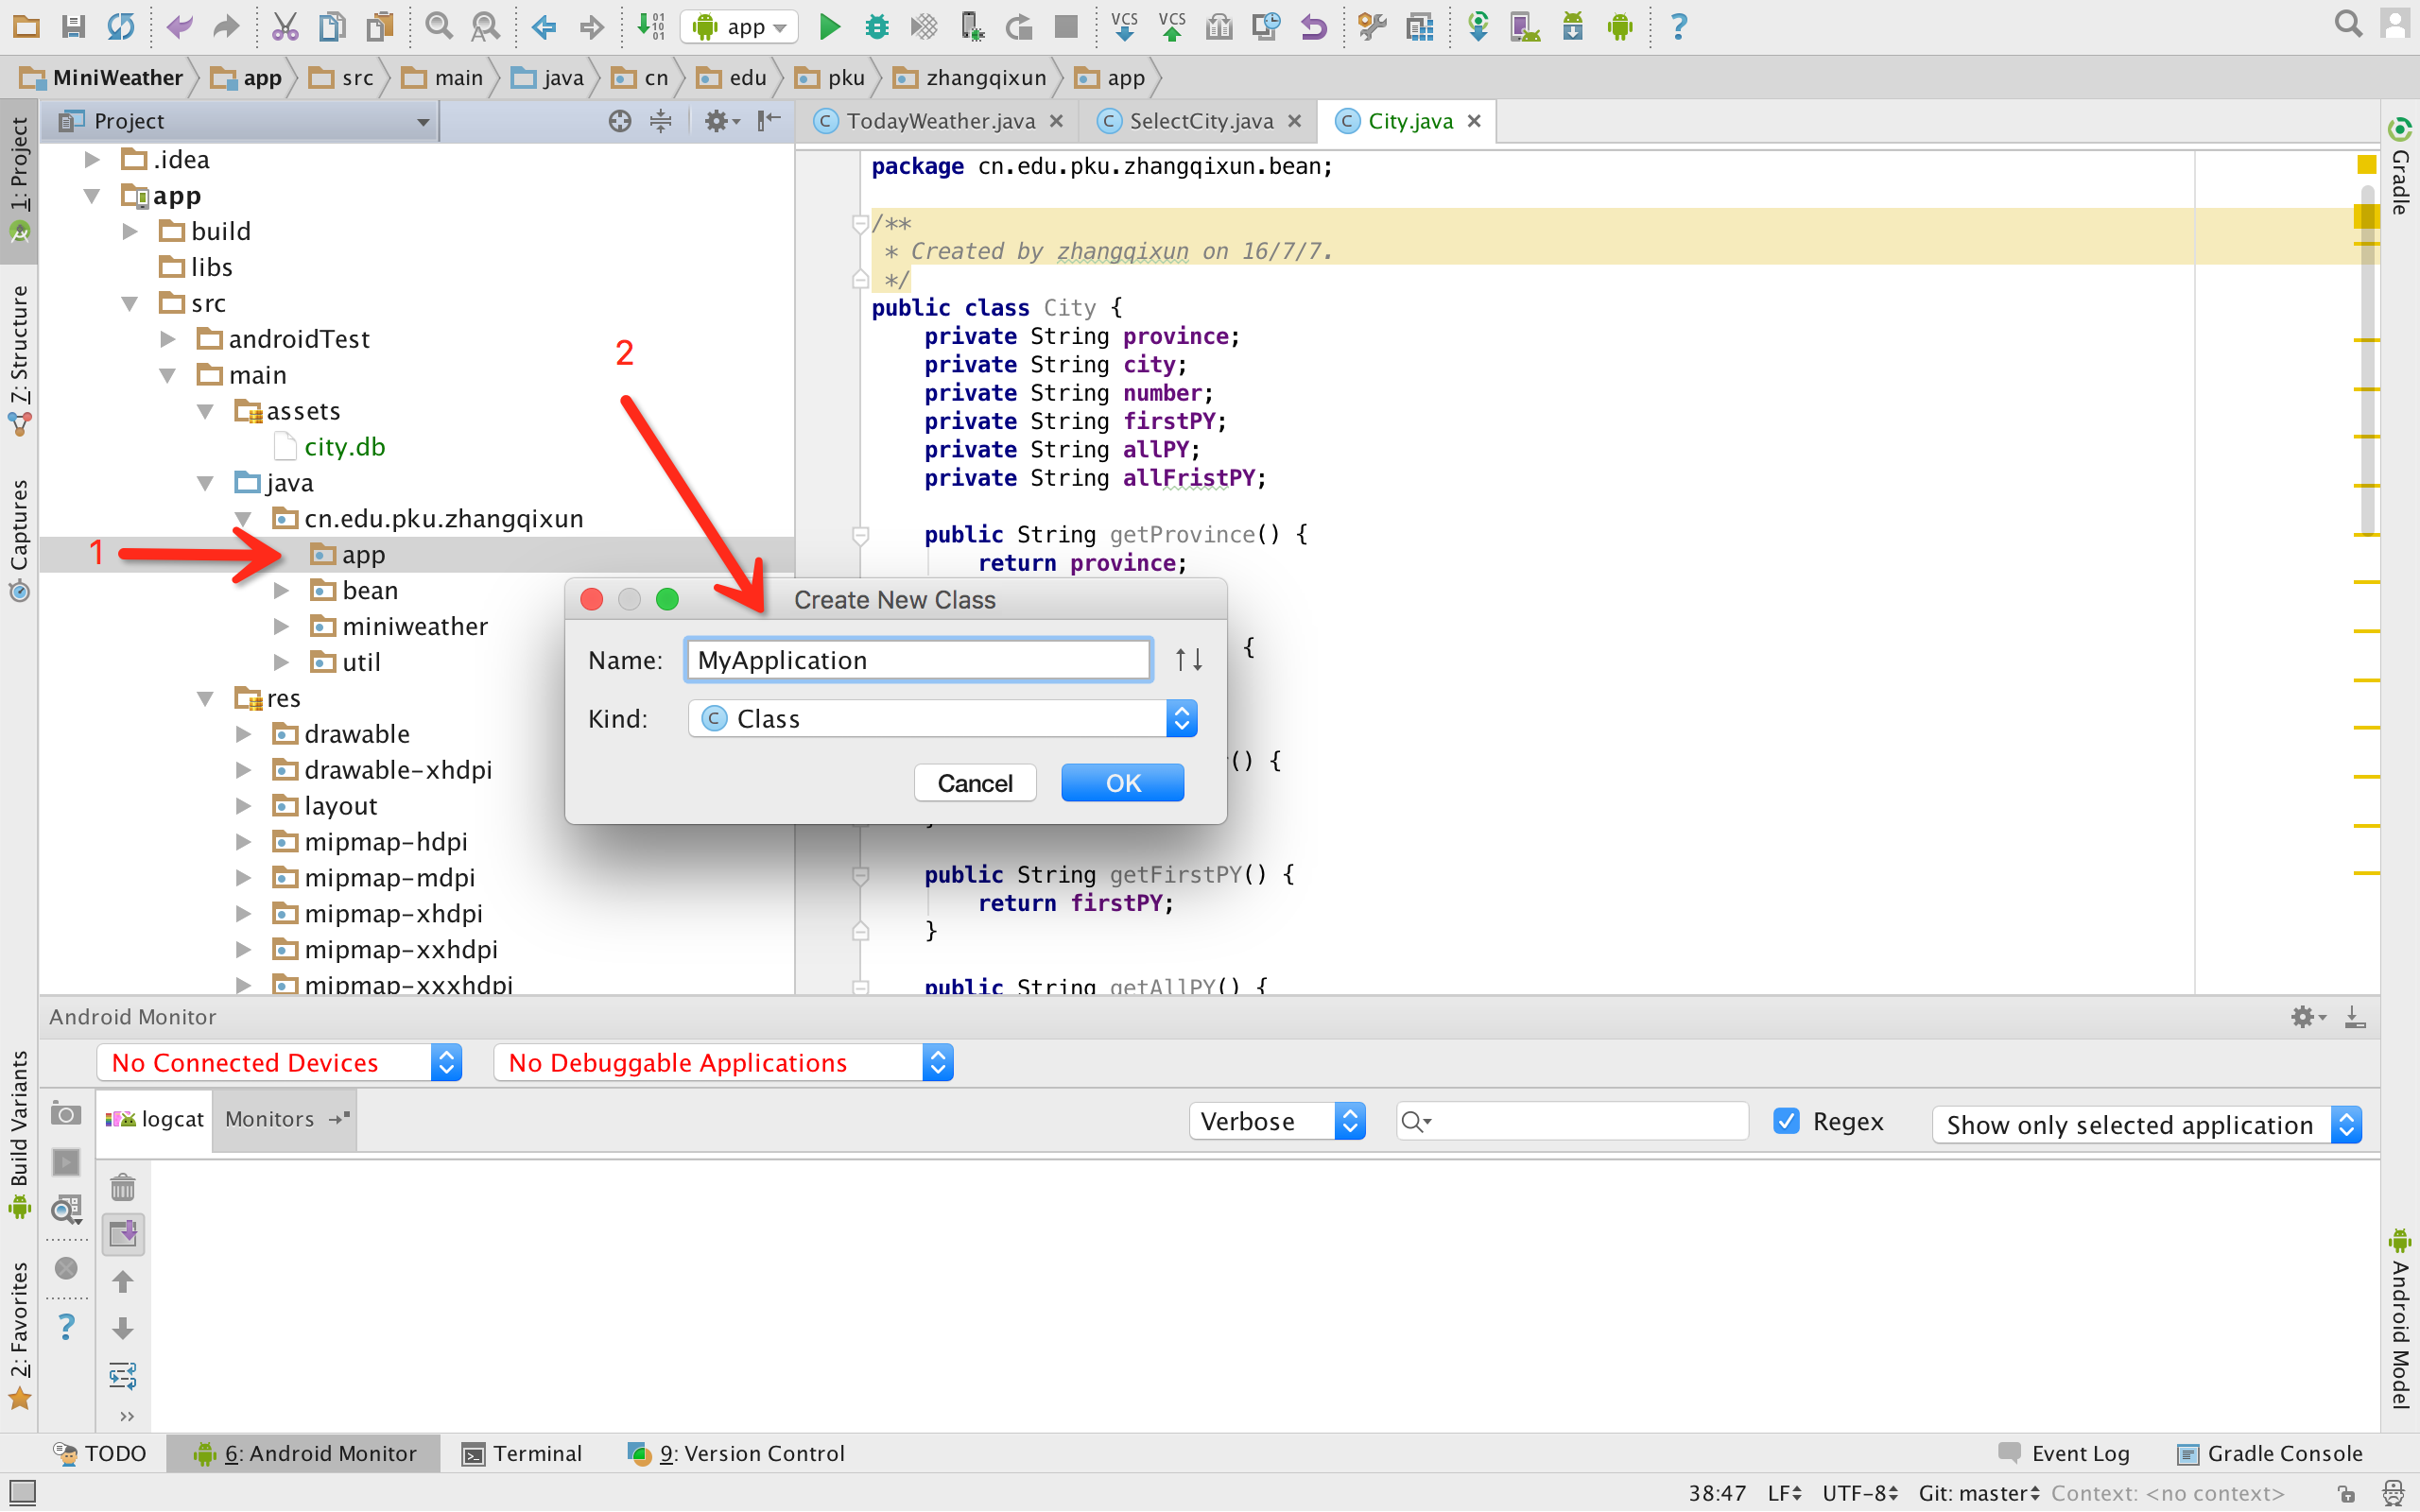 app
VCS VCS
MiniWeather app src main java cn edu pku zhangqixun app
Project
TodayWeather.java SelectCity.java City.java
1: Project
7: Structure
Captures
Build Variants
2: Favorites
.idea
app
build
libs
src
androidTest
main
assets
city.db
java
cn.edu.pku.zhangqixun
app
bean
miniweather
util
res
drawable
drawable-xhdpi
layout
mipmap-hdpi
mipmap-mdpi
mipmap-xhdpi
mipmap-xxhdpi
mipmap-xxxhdpi
1
2
package cn.edu.pku.zhangqixun.bean;
/**
* Created by zhangqixun on 16/7/7.
*/
public class City {
private String province;
private String city;
private String number;
private String firstPY;
private String allPY;
private String allFristPY;
public String getProvince() {
return province;
{
() {
public String getFirstPY() {
return firstPY;
}
public String getAllPY() {
Create New Class
Name: MyApplication
Kind: Class
Cancel OK
Gradle
Android Model
Android Monitor
No Connected Devices No Debuggable Applications
logcat Monitors Verbose Regex Show only selected application
TODO 6: Android Monitor Terminal 9: Version Control Event Log Gradle Console
38:47 LF UTF-8 Git: master Context: <no context>